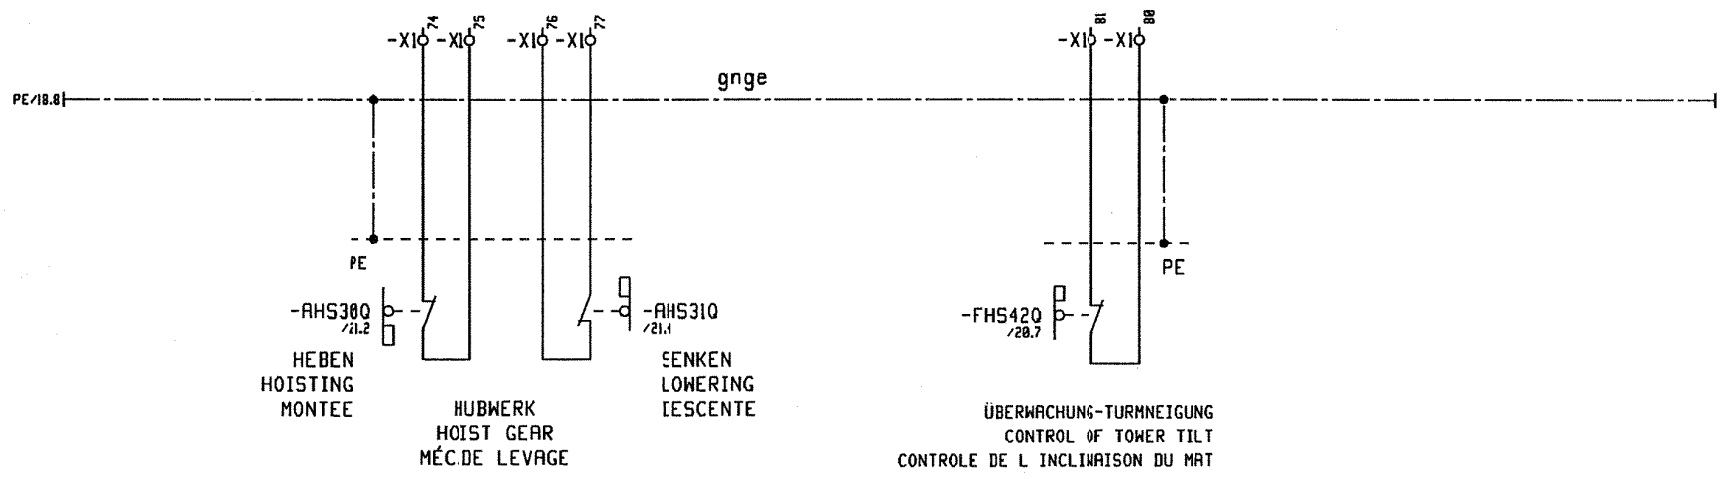 74 75 76 77 81 80
-X1 -X1 -X1 -X1 -X1 -X1
gnge
PE/18.8
PE
PE
-AHS30Q
/21.2
-AHS31Q
-FHS42Q
/20.7
HEBEN
HOISTING
MONTEE
SENKEN
LOWERING
DESCENTE
HUBWERK
HOIST GEAR
MÉC.DE LEVAGE
ÜBERWACHUNG-TURMNEIGUNG
CONTROL OF TOWER TILT
CONTROLE DE L INCLINAISON DU MAT